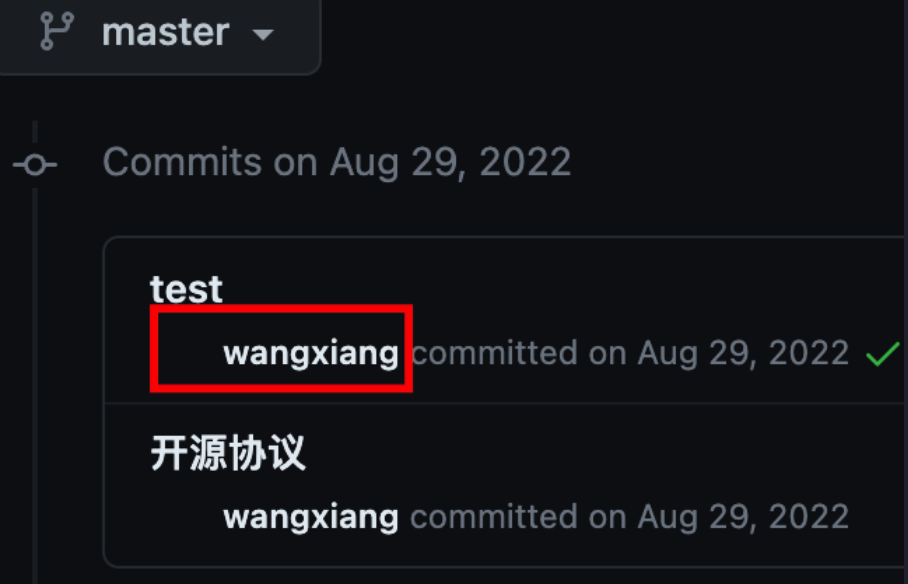 master
Commits on Aug 29, 2022
test
wangxiang committed on Aug 29, 2022
开源协议
wangxiang committed on Aug 29, 2022